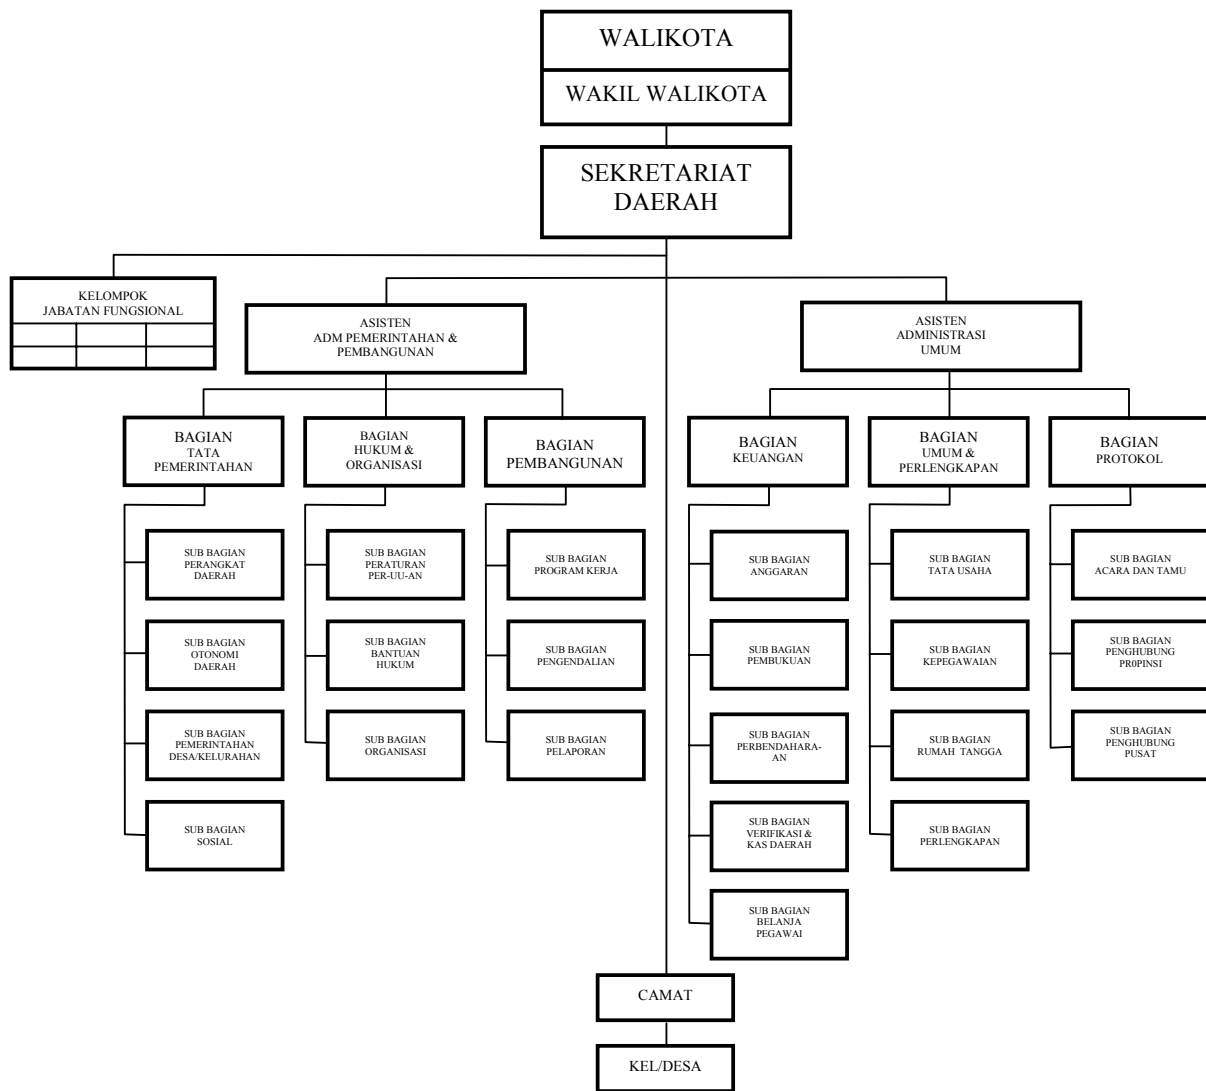 WALIKOTA
WAKIL WALIKOTA
SEKRETARIAT
DAERAH
KELOMPOK
JABATAN FUNGSIONAL
ASISTEN
ADM PEMERINTAHAN &
PEMBANGUNAN
ASISTEN
ADMINISTRASI
UMUM
BAGIAN
TATA
PEMERINTAHAN
BAGIAN
HUKUM &
ORGANISASI
BAGIAN
PEMBANGUNAN
BAGIAN
KEUANGAN
BAGIAN
UMUM &
PERLENGKAPAN
BAGIAN
PROTOKOL
SUB BAGIAN
PERANGKAT
DAERAH
SUB BAGIAN
PERATURAN
PER-UU-AN
SUB BAGIAN
PROGRAM KERJA
SUB BAGIAN
ANGGARAN
SUB BAGIAN
TATA USAHA
SUB BAGIAN
ACARA DAN TAMU
SUB BAGIAN
OTONOMI
DAERAH
SUB BAGIAN
BANTUAN
HUKUM
SUB BAGIAN
PENGENDALIAN
SUB BAGIAN
PEMBUKUAN
SUB BAGIAN
KEPEGAWAIAN
SUB BAGIAN
PENGHUBUNG
PR0PINSI
SUB BAGIAN
PEMERINTAHAN
DESA/KELURAHAN
SUB BAGIAN
ORGANISASI
SUB BAGIAN
PELAPORAN
SUB BAGIAN
PERBENDAHARA-
AN
SUB BAGIAN
RUMAH TANGGA
SUB BAGIAN
PENGHUBUNG
PUSAT
SUB BAGIAN
SOSIAL
SUB BAGIAN
VERIFIKASI &
KAS DAERAH
SUB BAGIAN
PERLENGKAPAN
SUB BAGIAN
BELANJA
PEGAWAI
CAMAT
KEL/DESA